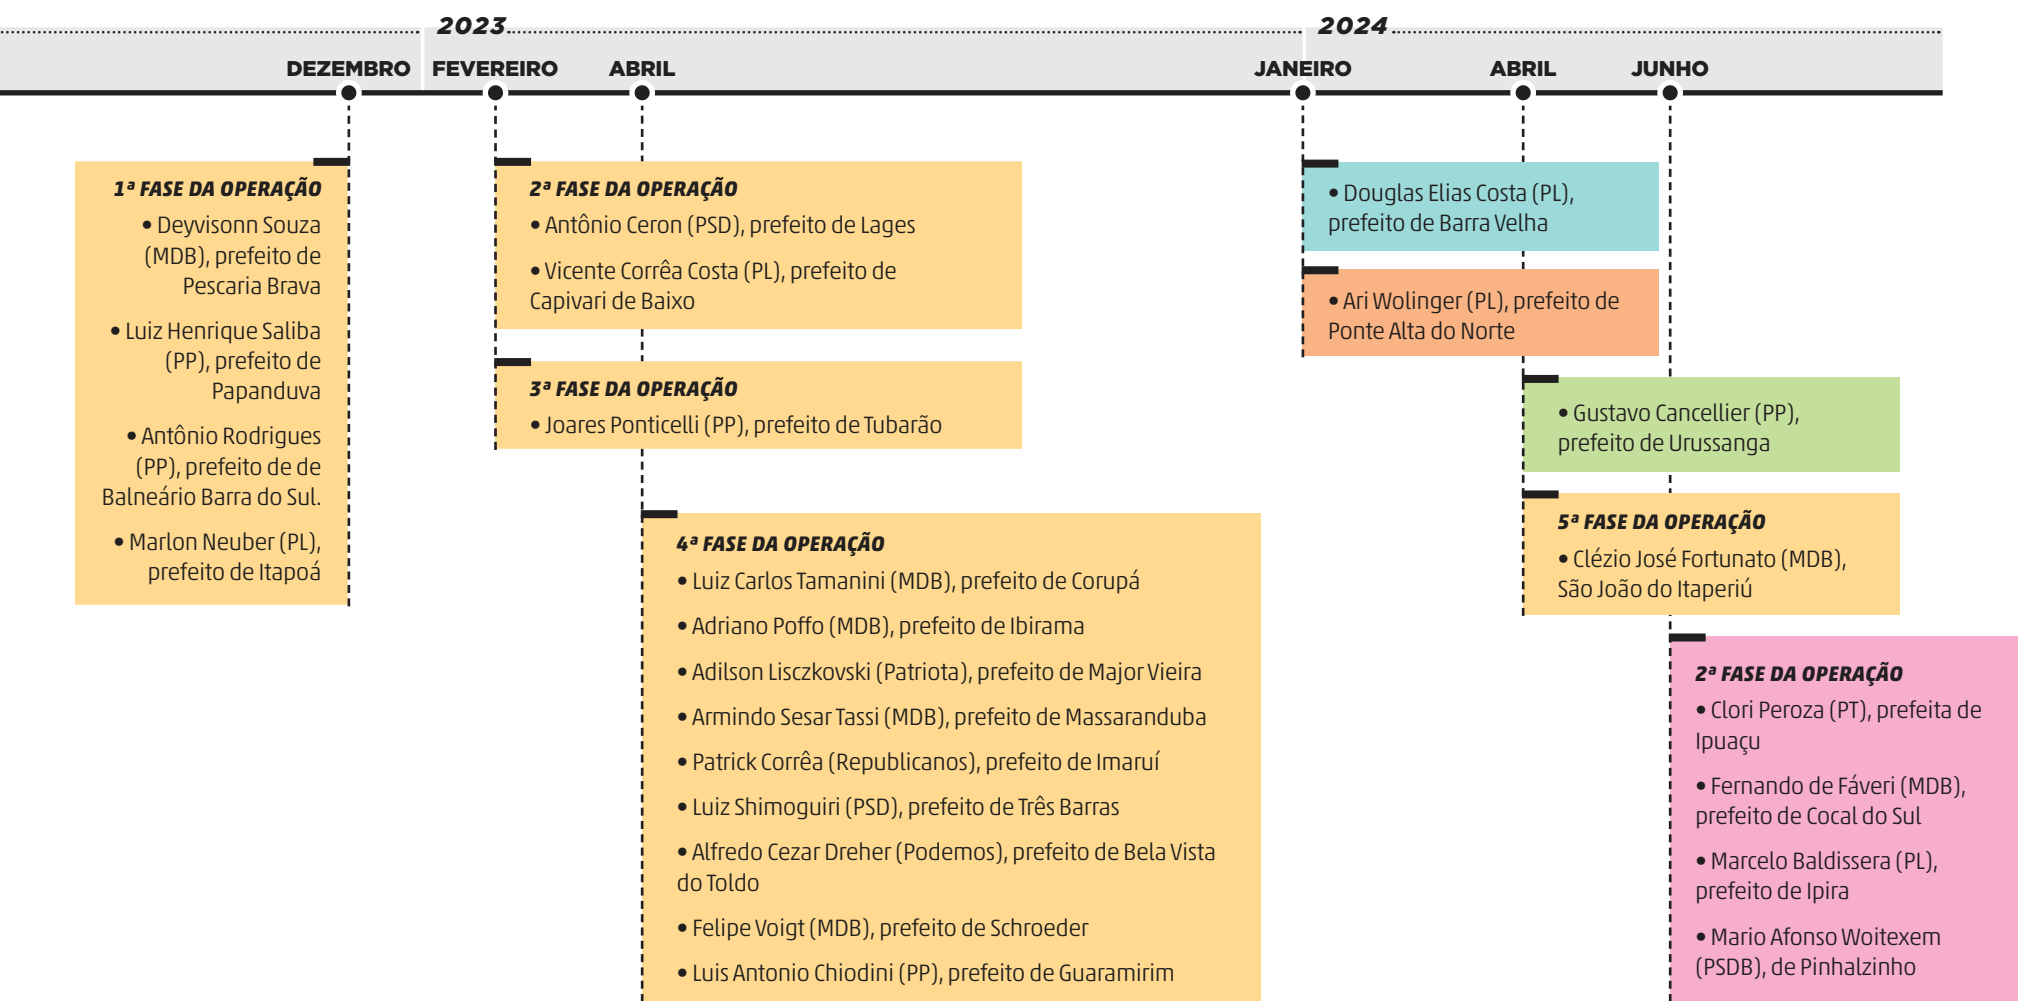 2023
2024
DEZEMBRO
FEVEREIRO
ABRIL
JANEIRO
ABRIL
JUNHO
1ª FASE DA OPERAÇÃO
• Deyvisonn Souza
(MDB), prefeito de
Pescaria Brava
• Luiz Henrique Saliba
(PP), prefeito de
Papanduva
• Antônio Rodrigues
(PP), prefeito de de
Balneário Barra do Sul.
• Marlon Neuber (PL),
prefeito de Itapoá
2ª FASE DA OPERAÇÃO
• Antônio Ceron (PSD), prefeito de Lages
• Vicente Corrêa Costa (PL), prefeito de
Capivari de Baixo
3ª FASE DA OPERAÇÃO
• Joares Ponticelli (PP), prefeito de Tubarão
4ª FASE DA OPERAÇÃO
• Luiz Carlos Tamanini (MDB), prefeito de Corupá
• Adriano Poffo (MDB), prefeito de Ibirama
• Adilson Lisczkovski (Patriota), prefeito de Major Vieira
• Armindo Sesar Tassi (MDB), prefeito de Massaranduba
• Patrick Corrêa (Republicanos), prefeito de Imaruí
• Luiz Shimoguiri (PSD), prefeito de Três Barras
• Alfredo Cezar Dreher (Podemos), prefeito de Bela Vista
do Toldo
• Felipe Voigt (MDB), prefeito de Schroeder
• Luis Antonio Chiodini (PP), prefeito de Guaramirim
• Douglas Elias Costa (PL),
prefeito de Barra Velha
• Ari Wolinger (PL), prefeito de
Ponte Alta do Norte
• Gustavo Cancellier (PP),
prefeito de Urussanga
5ª FASE DA OPERAÇÃO
• Clézio José Fortunato (MDB),
São João do Itaperiú
2ª FASE DA OPERAÇÃO
• Clori Peroza (PT), prefeita de
Ipuaçu
• Fernando de Fáveri (MDB),
prefeito de Cocal do Sul
• Marcelo Baldissera (PL),
prefeito de Ipira
• Mario Afonso Woitexem
(PSDB), de Pinhalzinho